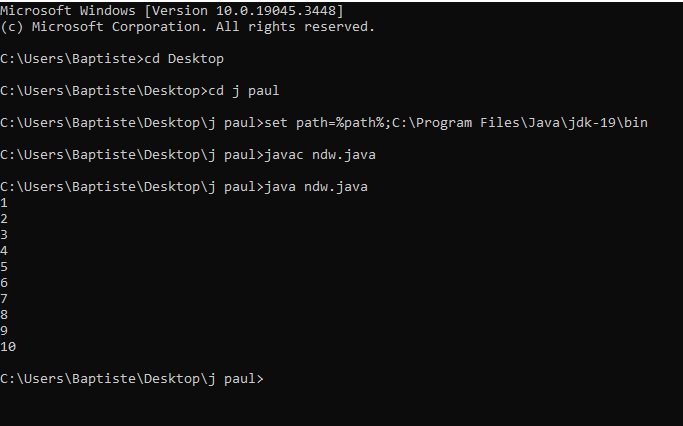 Microsoft Windows [Version 10.0.19045.3448]
(c) Microsoft Corporation. All rights reserved.
C:\Users\Baptiste>cd Desktop
C:\Users\Baptiste\Desktop>cd j paul
C:\Users\Baptiste\Desktop\j paul>set path=%path%;C:\Program Files\Java\jdk-19\bin
C:\Users\Baptiste\Desktop\j paul>javac ndw.java
C:\Users\Baptiste\Desktop\j paul>java ndw.java
1
2
3
4
5
6
7
8
9
10
C:\Users\Baptiste\Desktop\j paul>